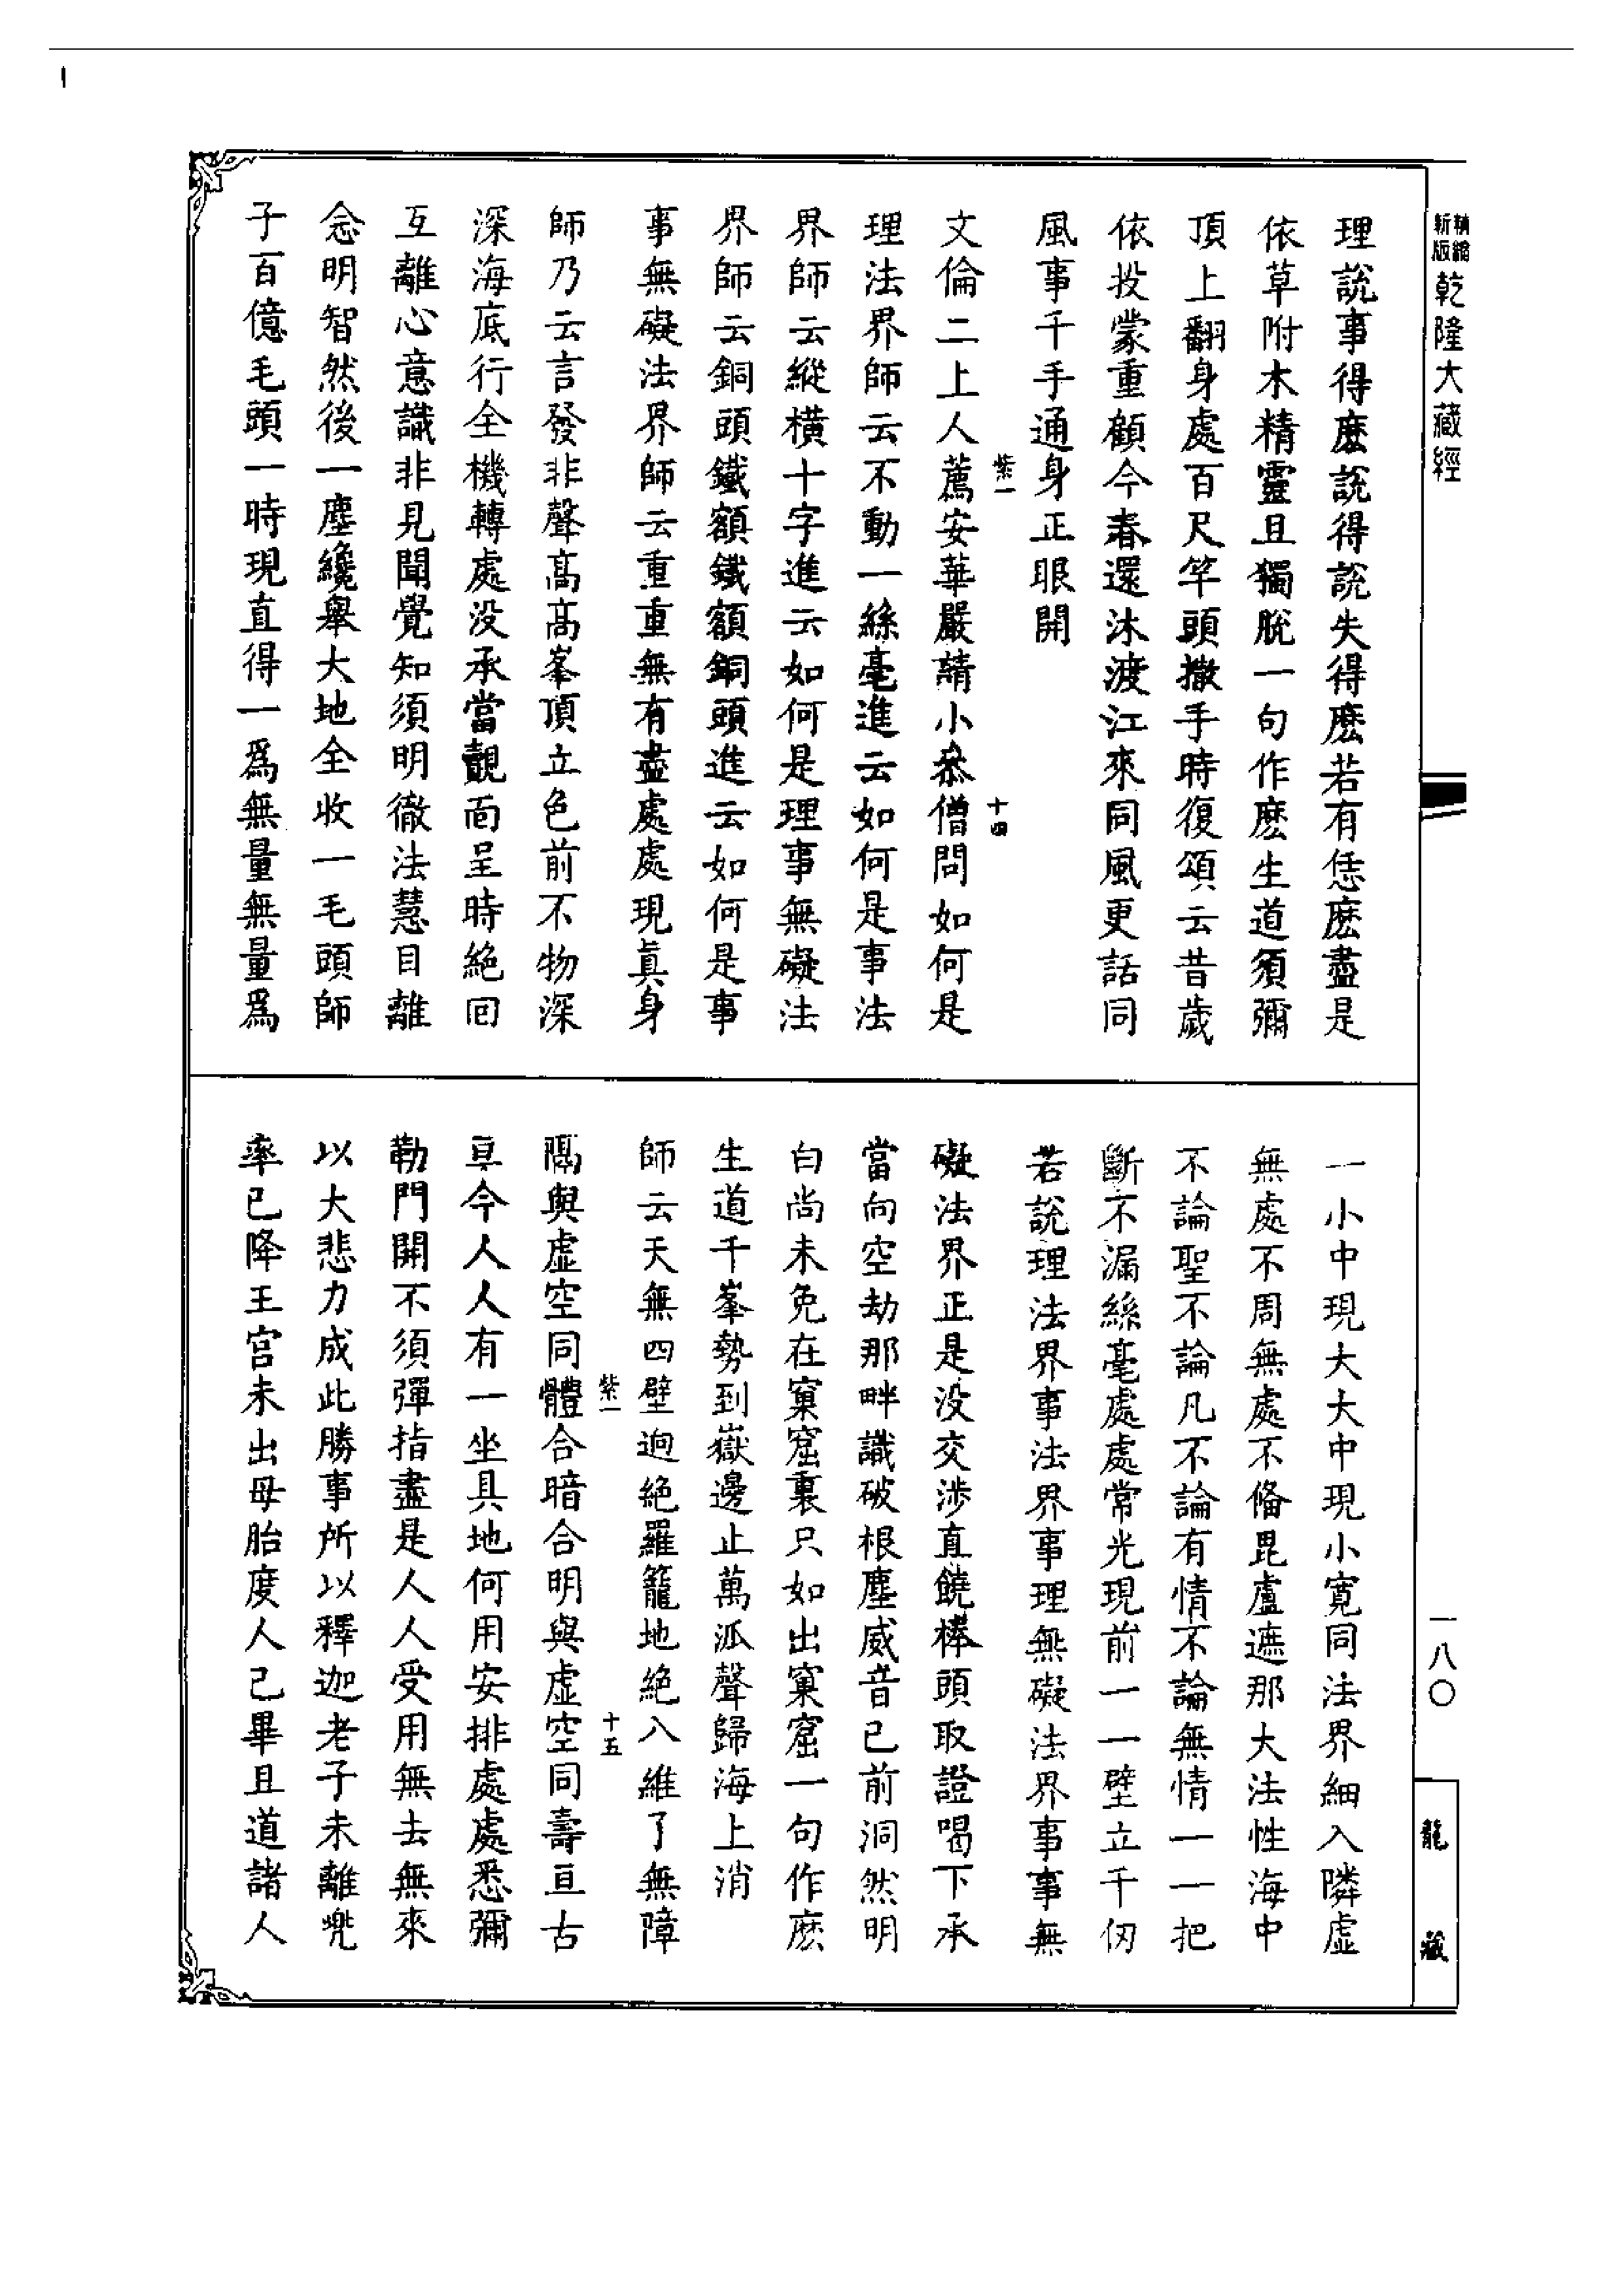 精縮
新版
乾隆大藏經
理說事得麽說得說失得麽若有恁麽盡是
依草附木精靈且獨脫一句作麽生道須彌
頂上翻身處百尺竿頭撒手時復頌云昔歲
依投蒙重顧今春還沐渡江來同風更話同
風事千手通身正眼開
紫一
十四
文倫二上人薦安華嚴請小叅僧問如何是
理法界師云不動一絲毫進云如何是事法
界師云縱橫十字進云如何是理事無礙法
界師云銅頭鐵額鐵額銅頭進云如何是事
事無礙法界師云重重無有盡處處現真身
師乃云言發非聲高高峯頂立色前不物深
深海底行全機轉處没承當覿面呈時絕回
互離心意識非見聞覺知須明徹法慧目離
念明智然後一塵纔舉大地全收一毛頭師
子百億毛頭一時現直得一爲無量無量爲
一小中現大大中現小寬同法界細入隣虛
無處不周無處不俻毘盧遮那大法性海中
不論聖不論凡不論有情不論無情一一把
斷不漏絲毫處處常光現前一一壁立千仞
若說理法界事法界事理無礙法界事事無
礙法界正是没交涉直饒棒頭取證喝下承
當向空劫那畔識破根塵威音已前洞然明
白尚未免在窠窟裏只如出窠窟一句作麽
生道千峯勢到嶽邊止萬派聲歸海上消
師云天無四壁迥絕羅籠地絕八維了無障
紫一
十五
隔與虛空同體合暗合明與虛空同壽亘古
亘今人人有一坐具地何用安排處處悉彌
勒門開不須彈指盡是人人受用無去無來
以大悲力成此勝事所以釋迦老子未離兜
率已降王宮未出母胎度人已畢且道諸人
一八〇
龍藏